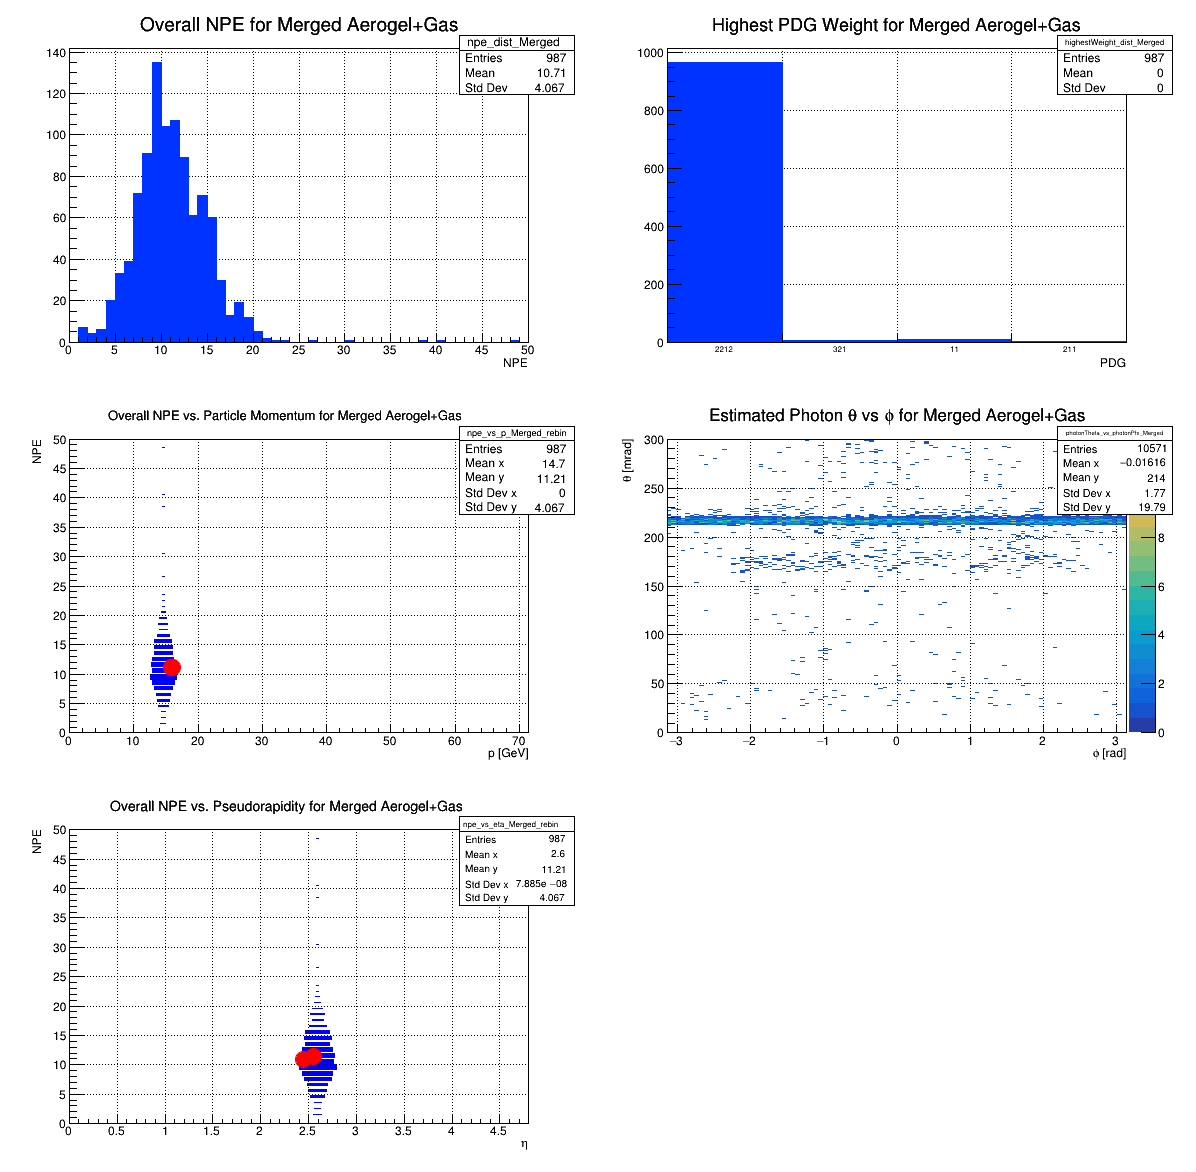 Overall NPE for Merged Aerogel+Gas
npe_dist_Merged
Entries 987
Mean 10.71
Std Dev 4.067
140
120
100
80
60
40
20
0
0 5 10 15 20 25 30 35 40 45 50
NPE
Highest PDG Weight for Merged Aerogel+Gas
highestWeight_dist_Merged
Entries 987
Mean 0
Std Dev 0
1000
800
600
400
200
0
2212 321 11 211
PDG
Overall NPE vs. Particle Momentum for Merged Aerogel+Gas
npe_vs_p_Merged_rebin
Entries 987
Mean x 14.7
Mean y 11.21
Std Dev x 0
Std Dev y 4.067
NPE
50
45
40
35
30
25
20
15
10
5
0
0 10 20 30 40 50 60 70
p [GeV]
Estimated Photon θ vs ϕ for Merged Aerogel+Gas
photonTheta_vs_photonPhi_Merged
Entries 10571
Mean x −0.01616
Mean y 214
Std Dev x 1.77
Std Dev y 19.79
θ [mrad]
300
250
200
150
100
50
0
−3 −2 −1 0 1 2 3
ϕ [rad]
8
6
4
2
0
Overall NPE vs. Pseudorapidity for Merged Aerogel+Gas
npe_vs_eta_Merged_rebin
Entries 987
Mean x 2.6
Mean y 11.21
Std Dev x 7.885e −08
Std Dev y 4.067
NPE
50
45
40
35
30
25
20
15
10
5
0
0 0.5 1 1.5 2 2.5 3 3.5 4 4.5
η